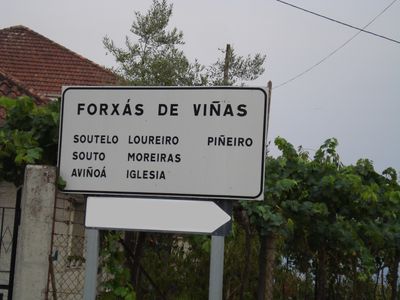 FORXÁS DE VIÑAS
SOUTELO LOUREIRO PIÑEIRO
SOUTO MOREIRAS
AVIÑOÁ IGLESIA